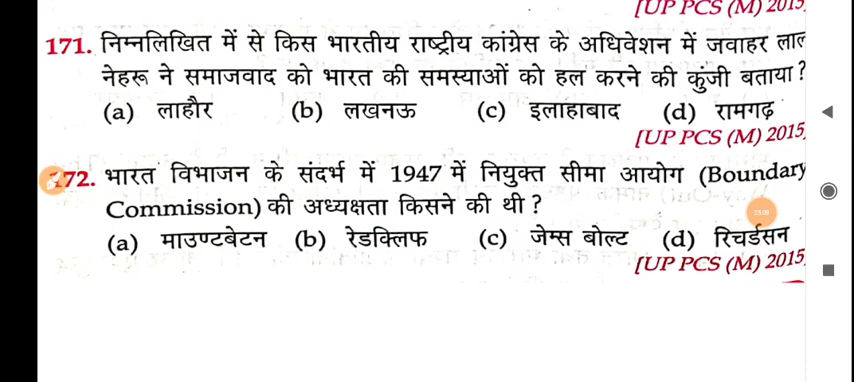 [UP PCS (M) 2015]
171. निम्नलिखित में से किस भारतीय राष्ट्रीय कांग्रेस के अधिवेशन में जवाहर लाल
नेहरू ने समाजवाद को भारत की समस्याओं को हल करने की कुंजी बताया?
(a) लाहौर (b) लखनऊ (c) इलाहाबाद (d) रामगढ़
[UP PCS (M) 2015]
172. भारत विभाजन के संदर्भ में 1947 में नियुक्त सीमा आयोग (Boundary
Commission) की अध्यक्षता किसने की थी ?
(a) माउण्टबेटन (b) रेडक्लिफ (c) जेम्स बोल्ट (d) रिचर्डसन
[UP PCS (M) 2015]